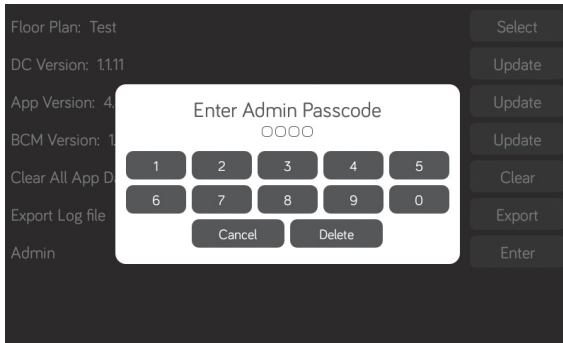 Floor Plan: Test
Select
DC Version: 1.1.11
Update
App Version: 4.
Update
BCM Version: 1.
Update
Clear All App D
Clear
Export Log file
Export
Admin
Enter
Enter Admin Passcode
1 2 3 4 5
6 7 8 9 0
Cancel Delete